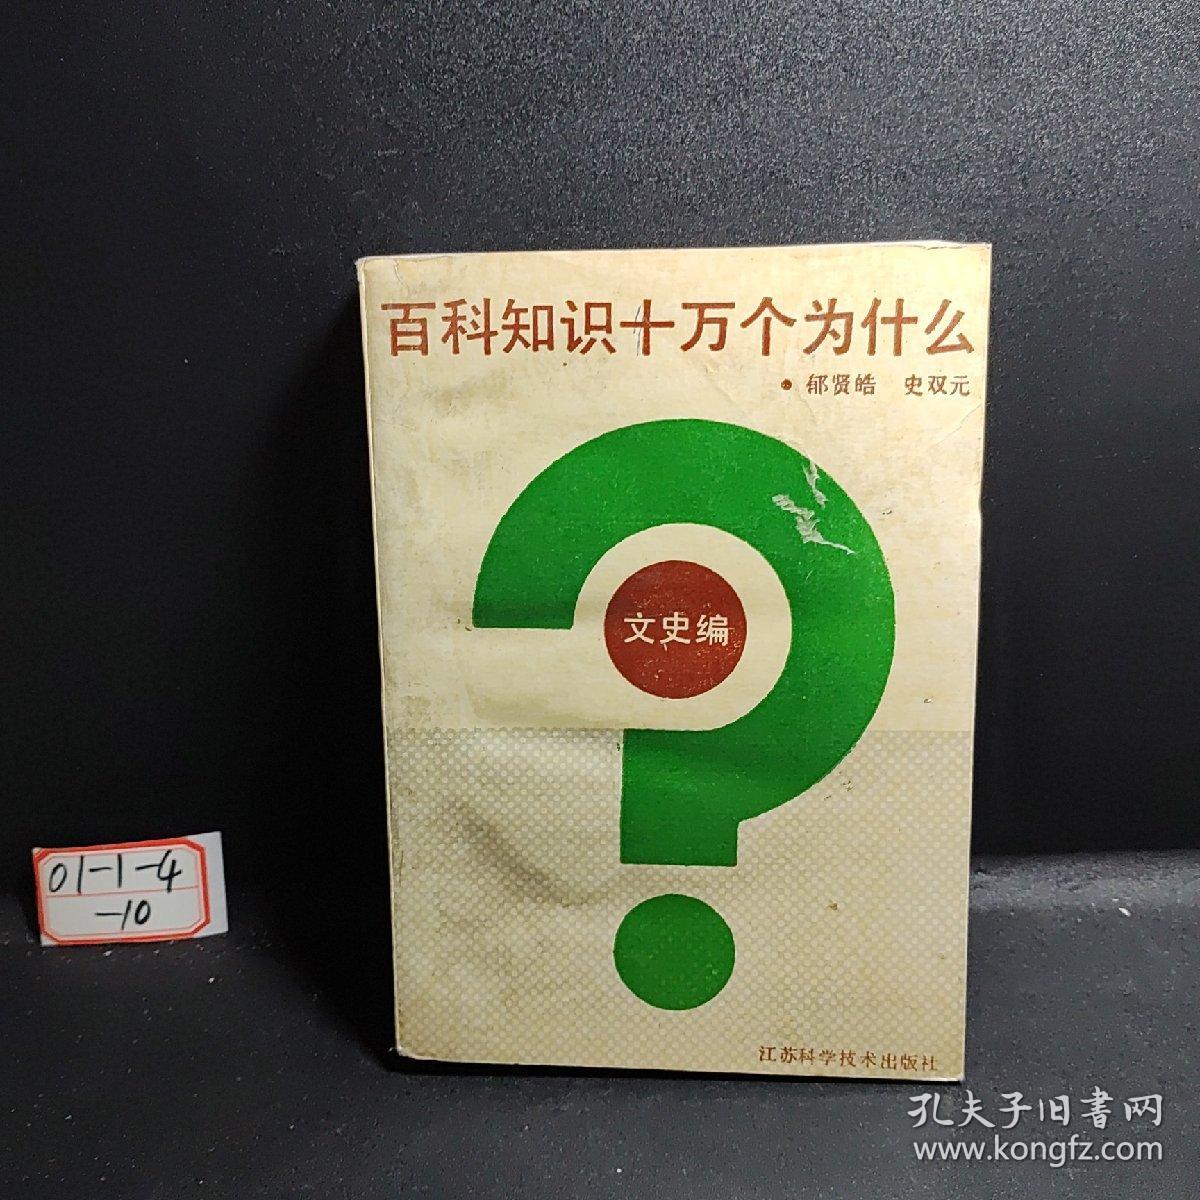 百科知识十万个为什么
• 郁贤皓 史双元
文史编
01-1-4
-10
江苏科学技术出版社
孔夫子旧書网
www.kongfz.com